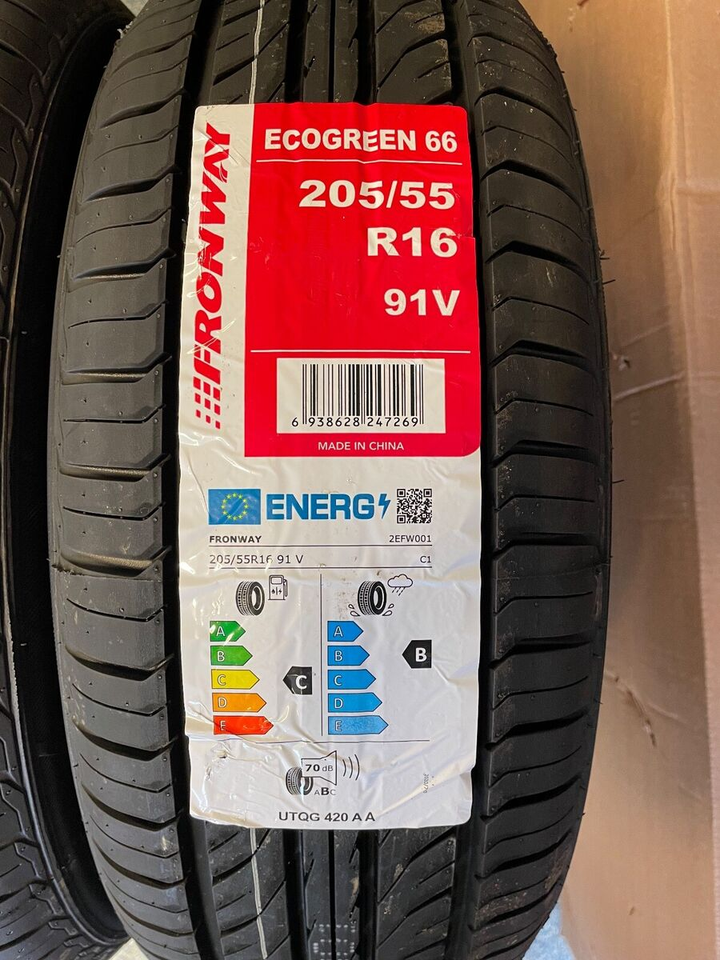 FRONWAY
ECOGREEN 66
205/55
R16
91V
6 938628 247269
MADE IN CHINA
ENERG
FRONWAY 2EFW001
205/55R16 91 V C1
A A
B B B
C C C
D D
E E
70 dB
ABC
UTQG 420 A A